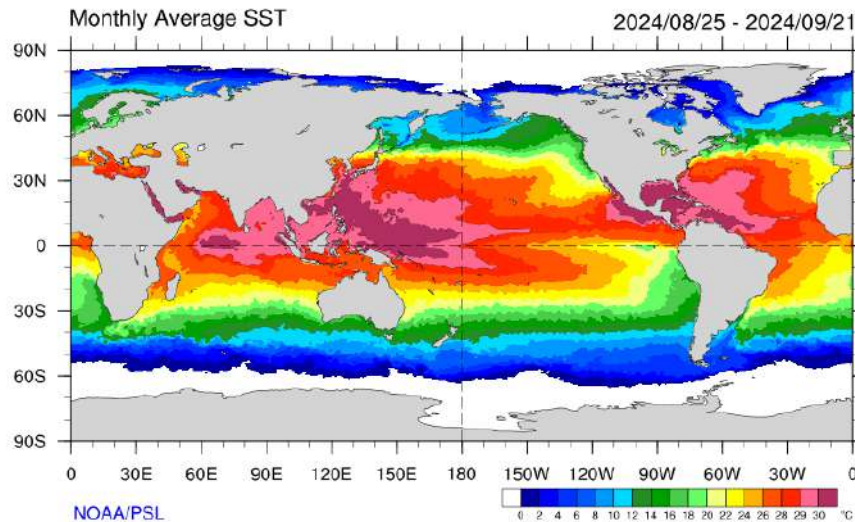 Monthly Average SST 2024/08/25 - 2024/09/21
90N
60N
30N
0
30S
60S
90S
0 30E 60E 90E 120E 150E 180 150W 120W 90W 60W 30W 0
0 2 4 6 8 10 12 14 16 18 20 22 24 26 28 29 30 °C
NOAA/PSL